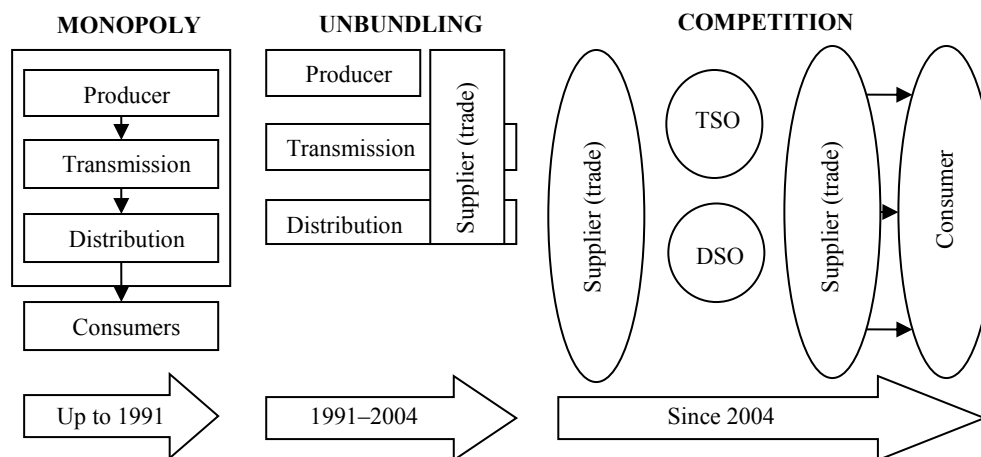 MONOPOLY
Producer
Transmission
Distribution
Consumers
Up to 1991
UNBUNDLING
Producer
Transmission
Distribution
Supplier (trade)
1991–2004
COMPETITION
Supplier (trade)
TSO
DSO
Supplier (trade)
Consumer
Since 2004